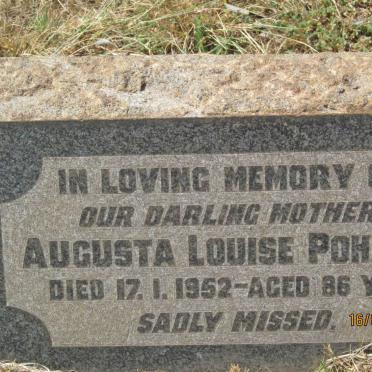 IN LOVING MEMORY
OUR DARLING MOTHER
AUGUSTA LOUISE POH
DIED 17. 1. 1952-AGED 86 Y
SADLY MISSED.
16/